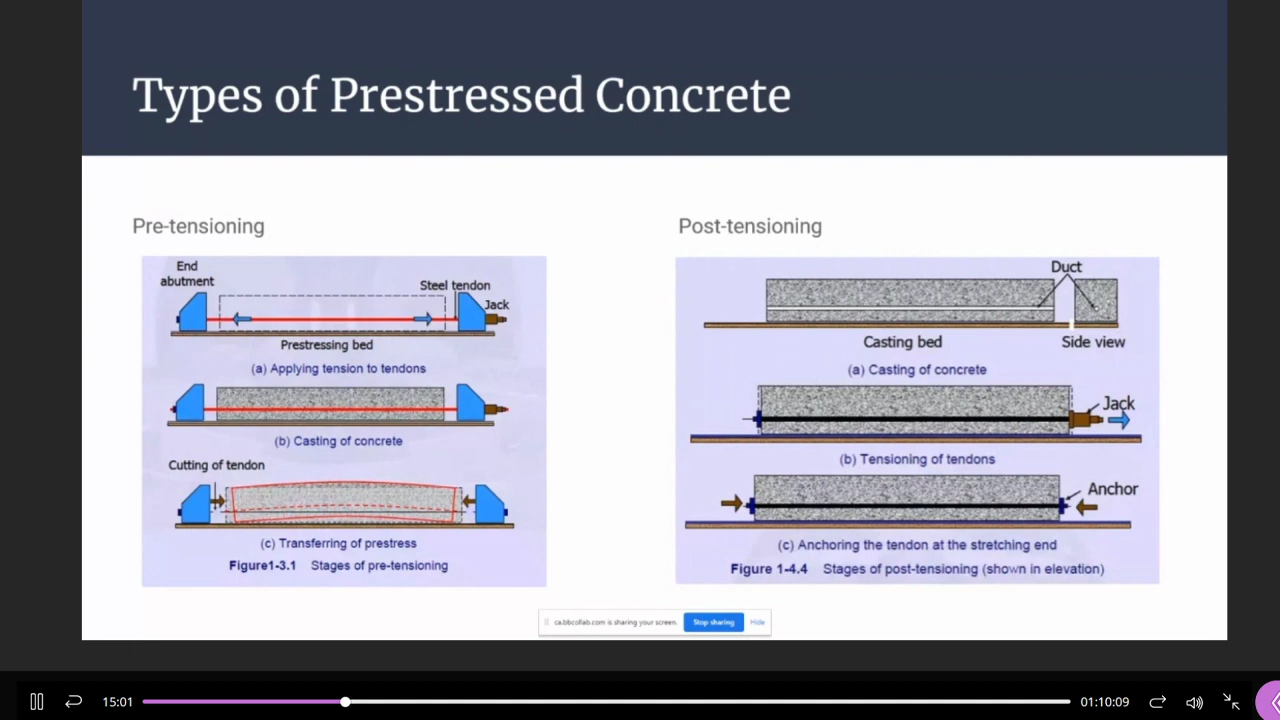 Types of Prestressed Concrete
Pre-tensioning
End
abutment
Steel tendon
Jack
Prestressing bed
(a) Applying tension to tendons
(b) Casting of concrete
Cutting of tendon
(c) Transferring of prestress
Figure1-3.1 Stages of pre-tensioning
Post-tensioning
Duct
Casting bed
Side view
(a) Casting of concrete
Jack
(b) Tensioning of tendons
Anchor
(c) Anchoring the tendon at the stretching end
Figure 1-4.4 Stages of post-tensioning (shown in elevation)
ca.bbcollab.com is sharing your screen. Stop sharing Hide
15:01 01:10:09